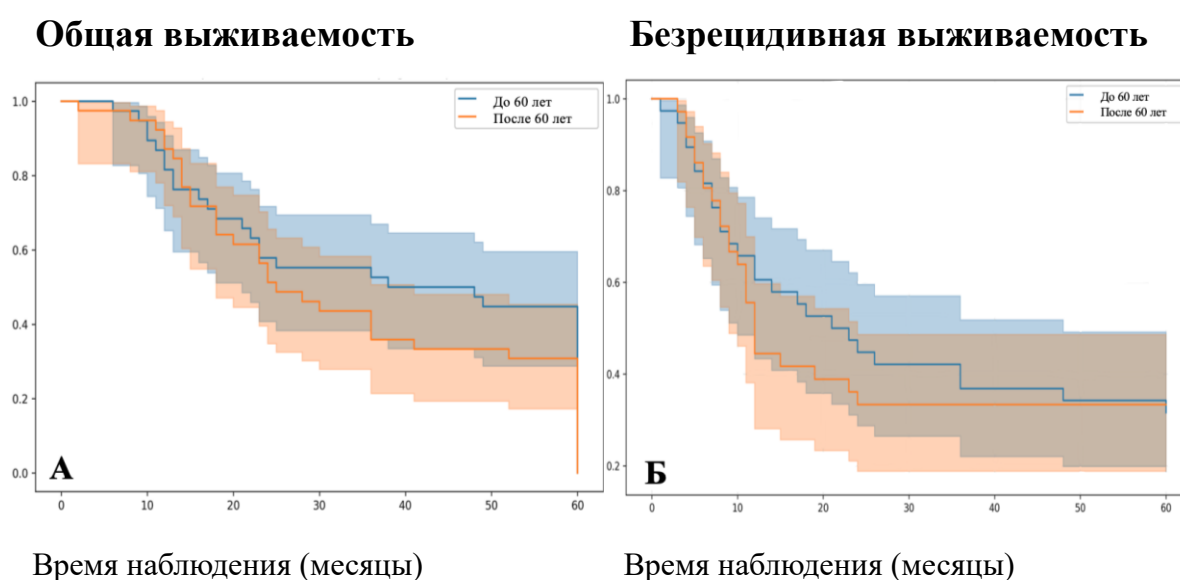 Общая выживаемость
Безрецидивная выживаемость
До 60 лет
После 60 лет
1.0
0.8
0.6
0.4
0.2
0.0
А
0 10 20 30 40 50 60
Время наблюдения (месяцы)
До 60 лет
После 60 лет
1.0
0.8
0.6
0.4
0.2
Б
0 10 20 30 40 50 60
Время наблюдения (месяцы)